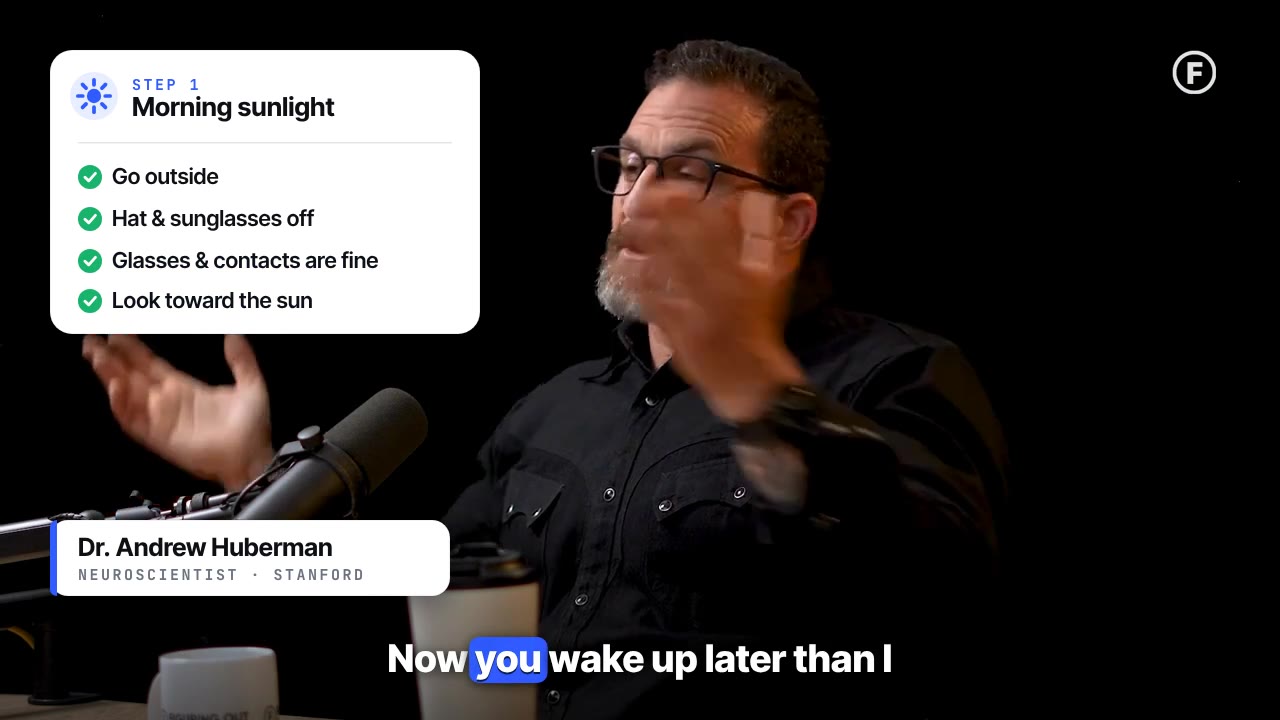 STEP 1
Morning sunlight
Go outside
Hat & sunglasses off
Glasses & contacts are fine
Look toward the sun
F
Dr. Andrew Huberman
NEUROSCIENTIST · STANFORD
Now you wake up later than I